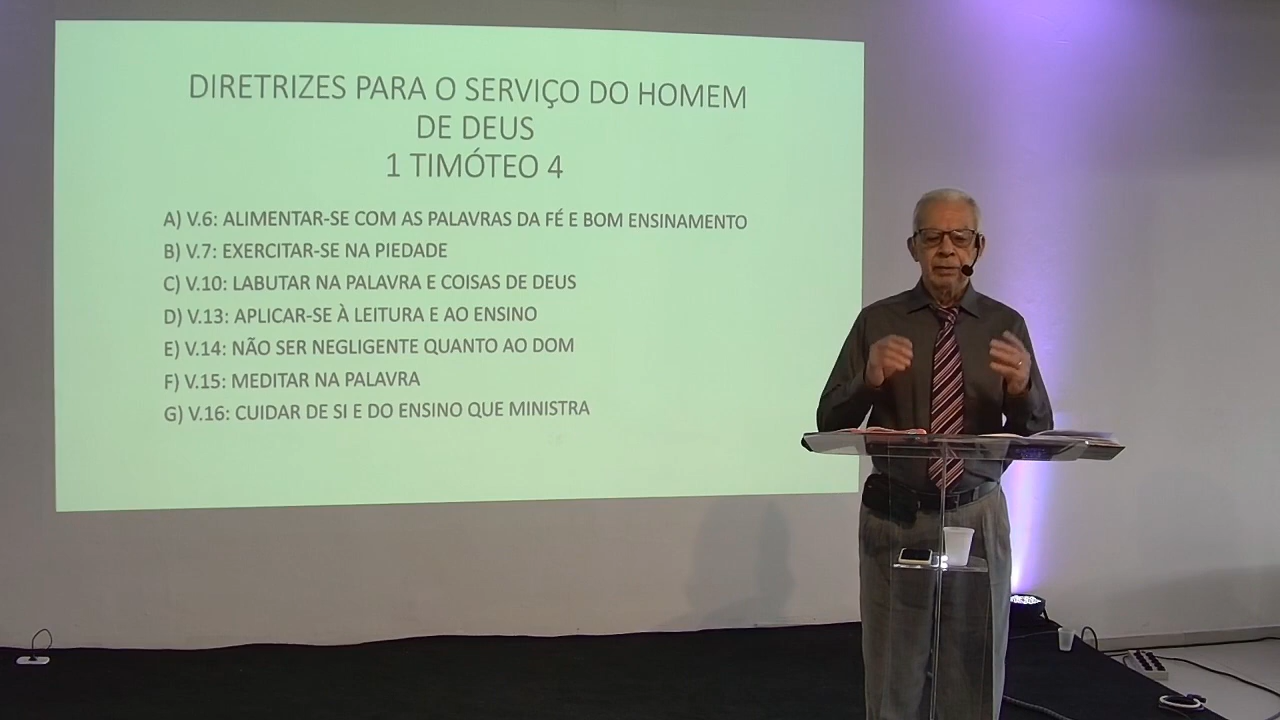 DIRETRIZES PARA O SERVIÇO DO HOMEM
DE DEUS
1 TIMÓTEO 4
A) V.6: ALIMENTAR-SE COM AS PALAVRAS DA FÉ E BOM ENSINAMENTO
B) V.7: EXERCITAR-SE NA PIEDADE
C) V.10: LABUTAR NA PALAVRA E COISAS DE DEUS
D) V.13: APLICAR-SE À LEITURA E AO ENSINO
E) V.14: NÃO SER NEGLIGENTE QUANTO AO DOM
F) V.15: MEDITAR NA PALAVRA
G) V.16: CUIDAR DE SI E DO ENSINO QUE MINISTRA